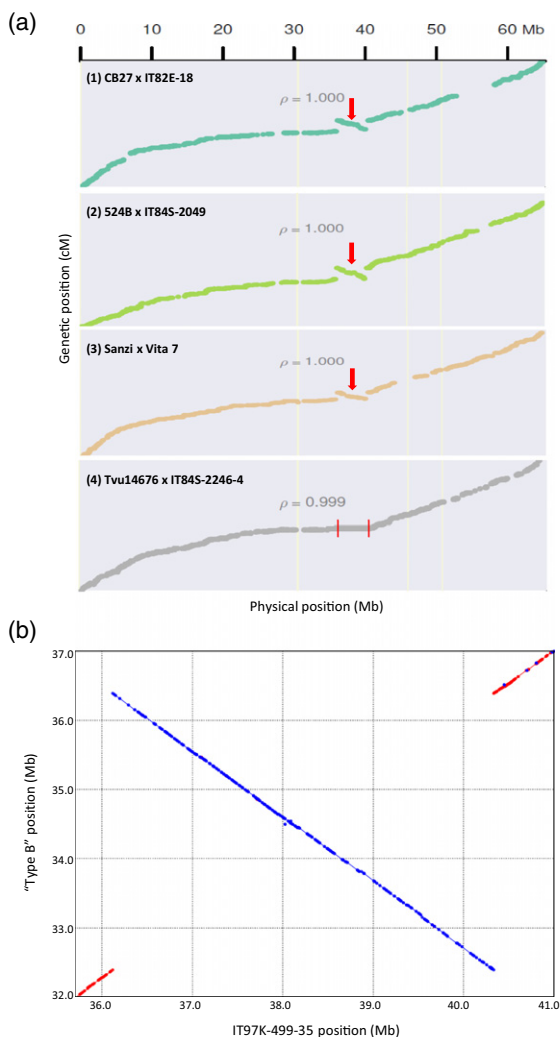 (a)
0 10 20 30 40 50 60 Mb
(1) CB27 x IT82E-18
ρ = 1.000
(2) 524B x IT84S-2049
ρ = 1.000
(3) Sanzi x Vita 7
ρ = 1.000
(4) Tvu14676 x IT84S-2246-4
ρ = 0.999
Genetic position (cM)
Physical position (Mb)
(b)
37.0
36.0
35.0
34.0
33.0
32.0
“Type B” position (Mb)
36.0 37.0 38.0 39.0 40.0 41.0
IT97K-499-35 position (Mb)